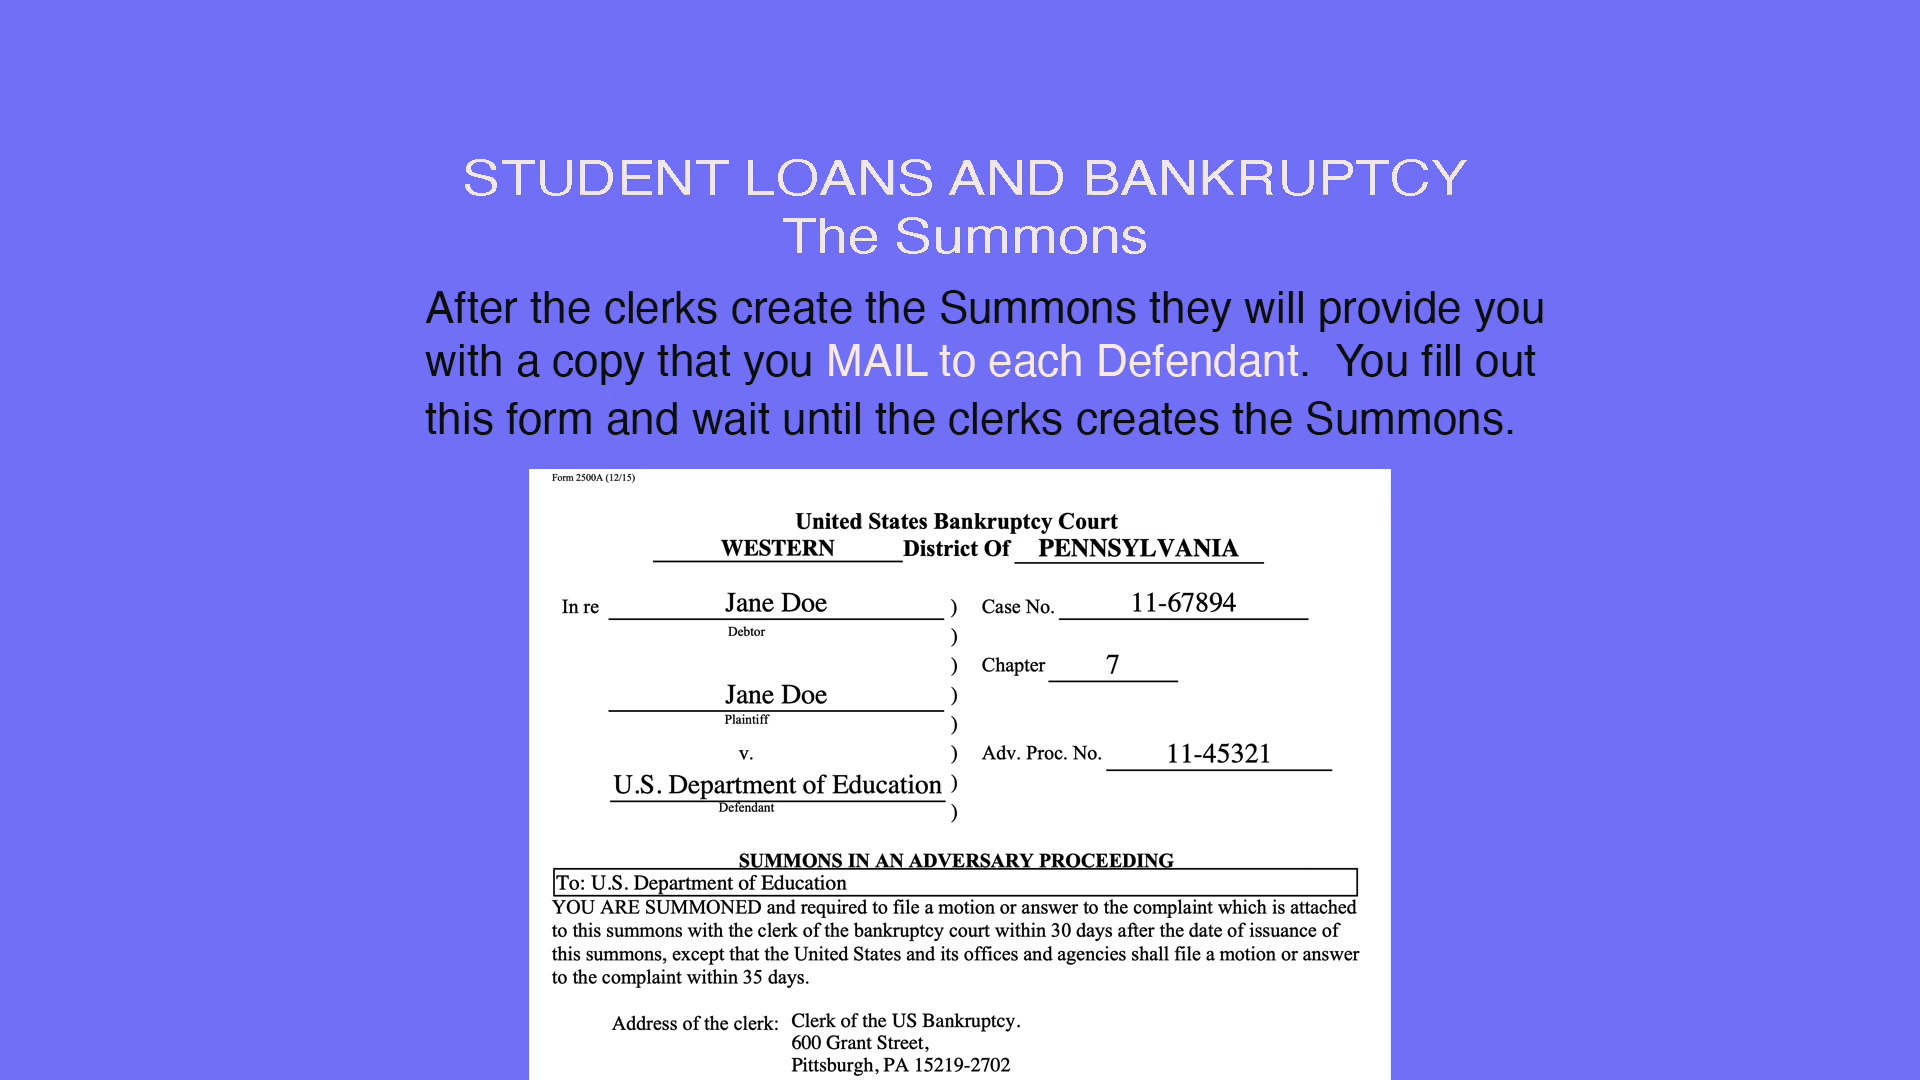 STUDENT LOANS AND BANKRUPTCY
The Summons
After the clerks create the Summons they will provide you
with a copy that you MAIL to each Defendant.  You fill out
this form and wait until the clerks creates the Summons.
Form 2500A (12/15)
United States Bankruptcy Court
WESTERN District Of PENNSYLVANIA
In re Jane Doe ) Case No. 11-67894
Debtor )
) Chapter 7
Jane Doe )
Plaintiff )
v. ) Adv. Proc. No. 11-45321
U.S. Department of Education )
Defendant )
SUMMONS IN AN ADVERSARY PROCEEDING
To: U.S. Department of Education
YOU ARE SUMMONED and required to file a motion or answer to the complaint which is attached
to this summons with the clerk of the bankruptcy court within 30 days after the date of issuance of
this summons, except that the United States and its offices and agencies shall file a motion or answer
to the complaint within 35 days.
Address of the clerk: Clerk of the US Bankruptcy.
600 Grant Street,
Pittsburgh, PA 15219-2702